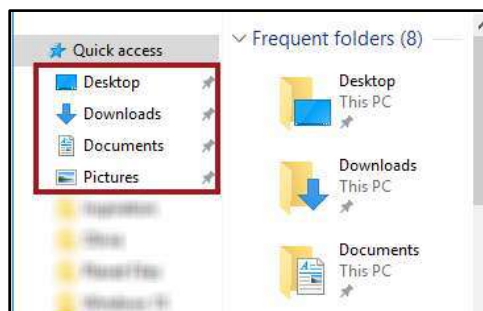 Quick access
Desktop
Downloads
Documents
Pictures
Frequent folders (8)
Desktop
This PC
Downloads
This PC
Documents
This PC